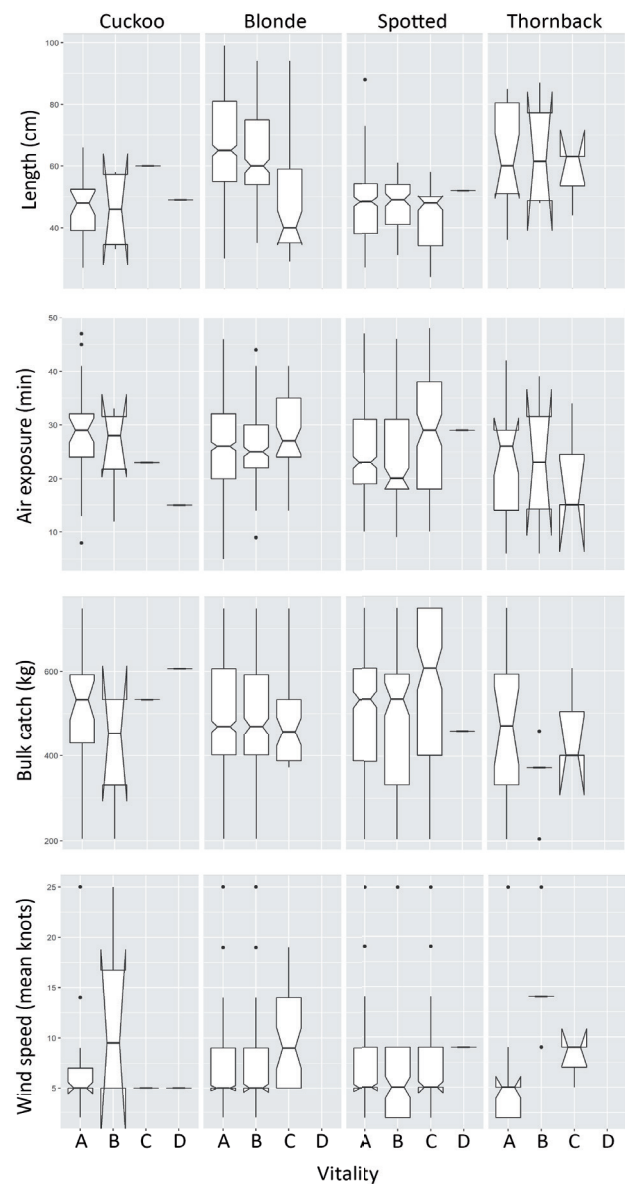 Cuckoo Blonde Spotted Thornback
Length (cm)
100
80
60
40
Air exposure (min)
50
40
30
20
10
Bulk catch (kg)
600
400
200
Wind speed (mean knots)
25
20
15
10
5
A B C D A B C D A B C D A B C D
Vitality